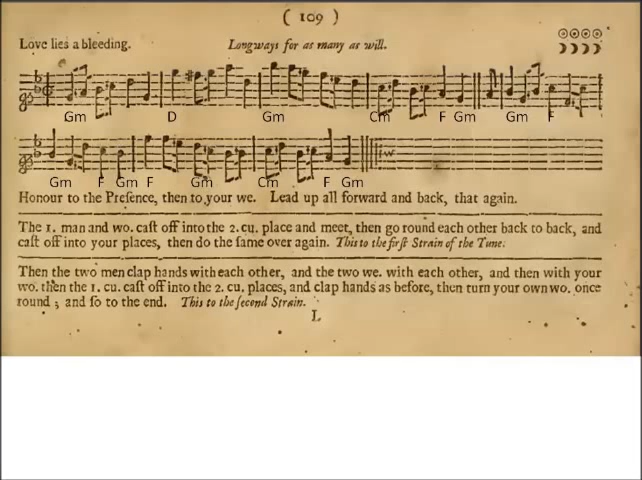 ( 109 )
Love lies a bleeding.
Longways for as many as will.
Gm D Gm Cm F Gm Gm F
Gm F Gm F Gm Cm F Gm
Honour to the Preſence, then to your we. Lead up all forward and back, that again.
The 1. man and wo. caſt off into the 2. cu. place and meet, then go round each other back to back, and
caſt off into your places, then do the ſame over again. This to the firſt Strain of the Tune.
Then the two men clap hands with each other, and the two we. with each other, and then with your
wo. then the 1. cu. caſt off into the 2. cu. places, and clap hands as before, then turn your own wo. once
round ; and ſo to the end. This to the ſecond Strain.
L